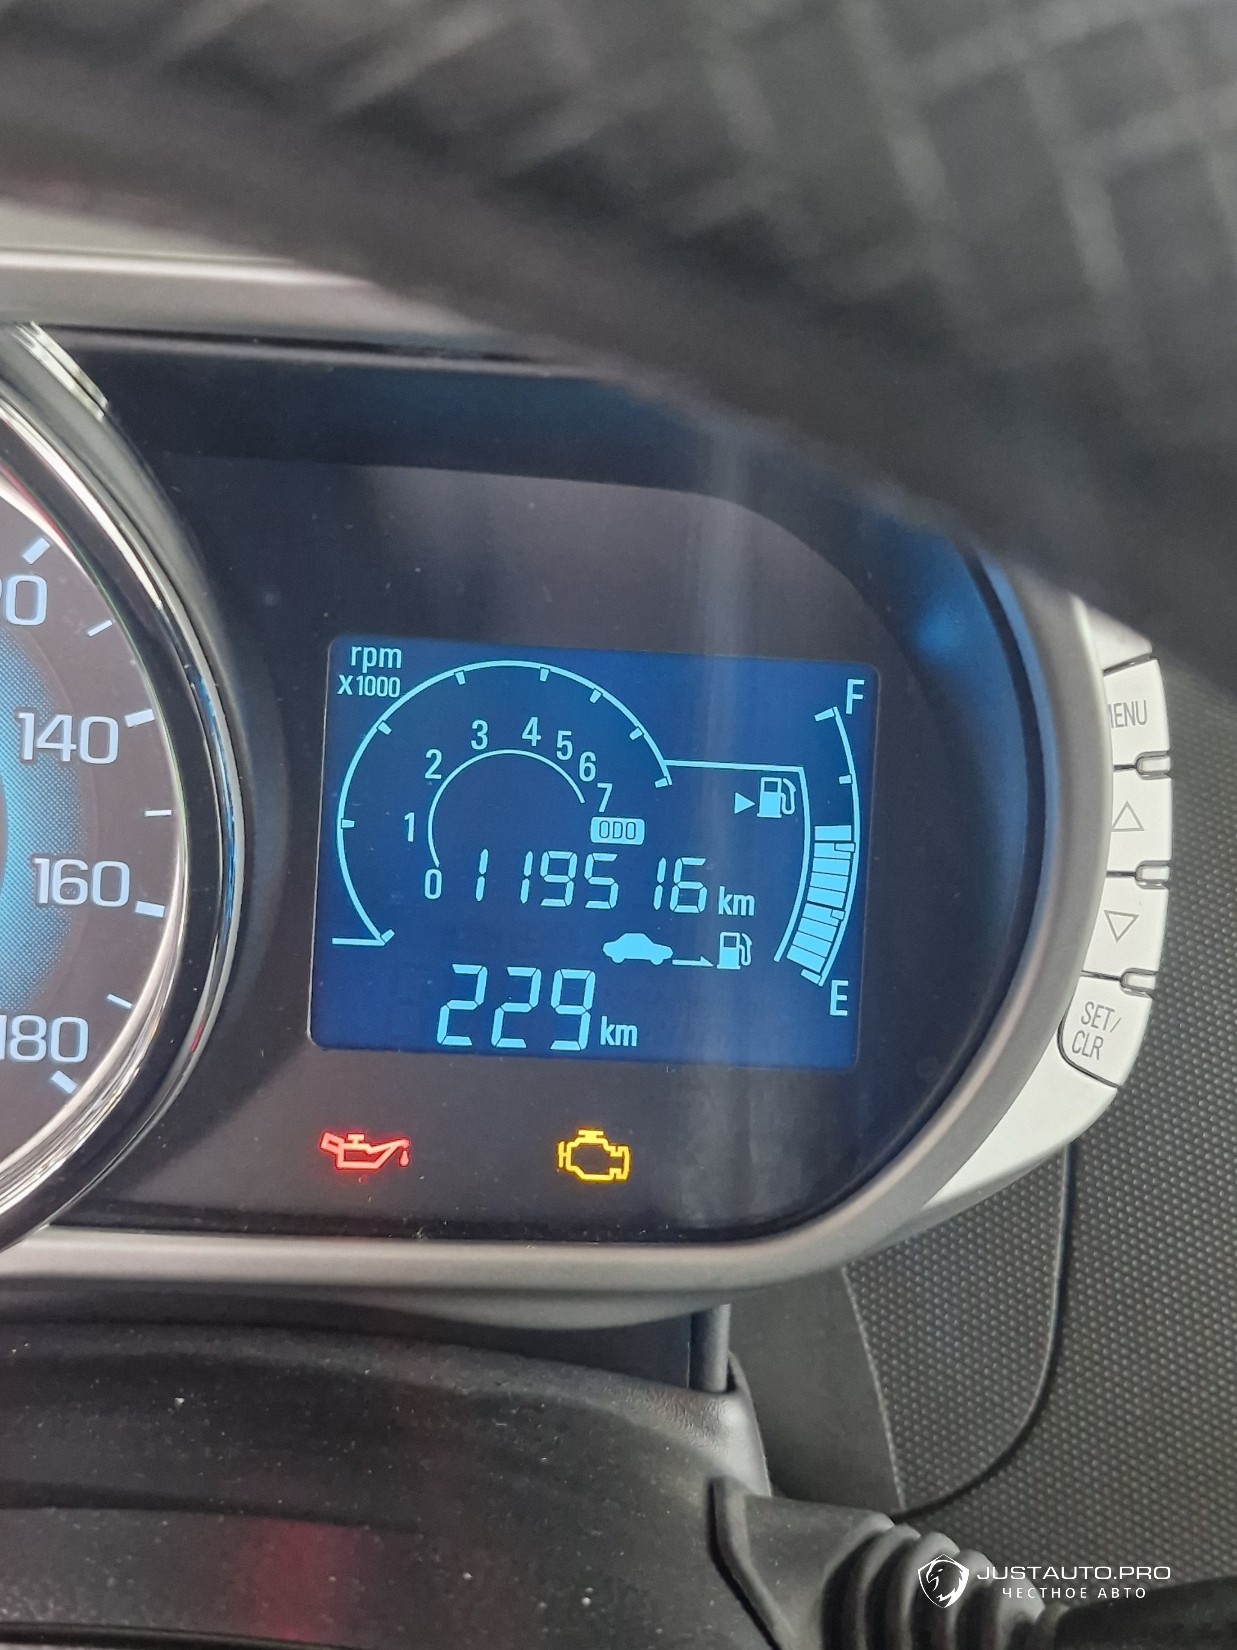 140
160
180
rpm
X1000
0
1
2
3
4
5
6
7
ODO
119516 km
229 km
F
E
MENU
SET/
CLR
JUSTAUTO.PRO
ЧЕСТНОЕ АВТО